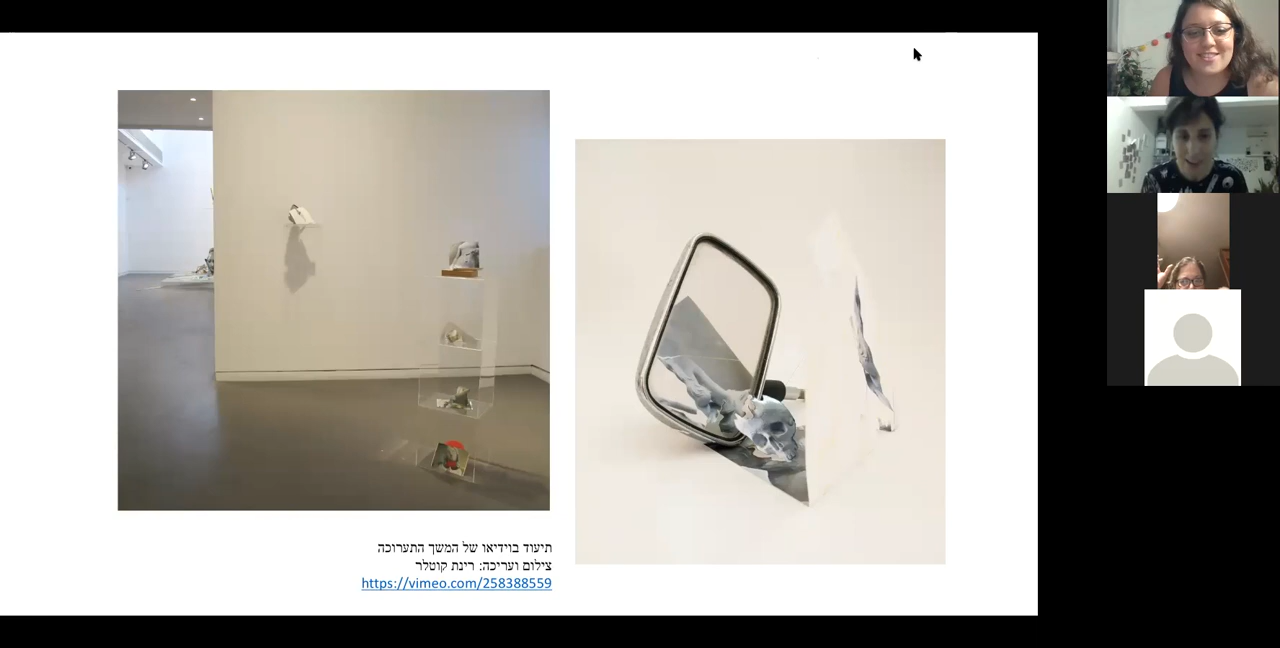 תיעוד בוידיאו של המשך התערוכה
צילום ועריכה: רינת קוטלר
https://vimeo.com/258388559